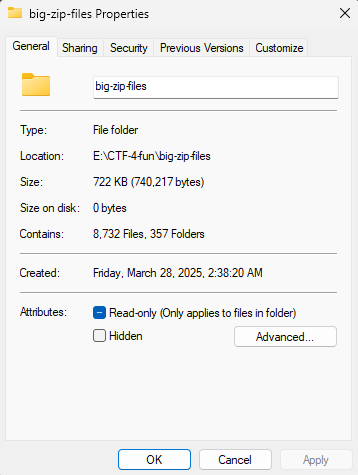 big-zip-files Properties
General Sharing Security Previous Versions Customize
big-zip-files
Type: File folder
Location: E:\CTF-4-fun\big-zip-files
Size: 722 KB (740,217 bytes)
Size on disk: 0 bytes
Contains: 8,732 Files, 357 Folders
Created: Friday, March 28, 2025, 2:38:20 AM
Attributes: Read-only (Only applies to files in folder)
Hidden Advanced...
OK Cancel Apply